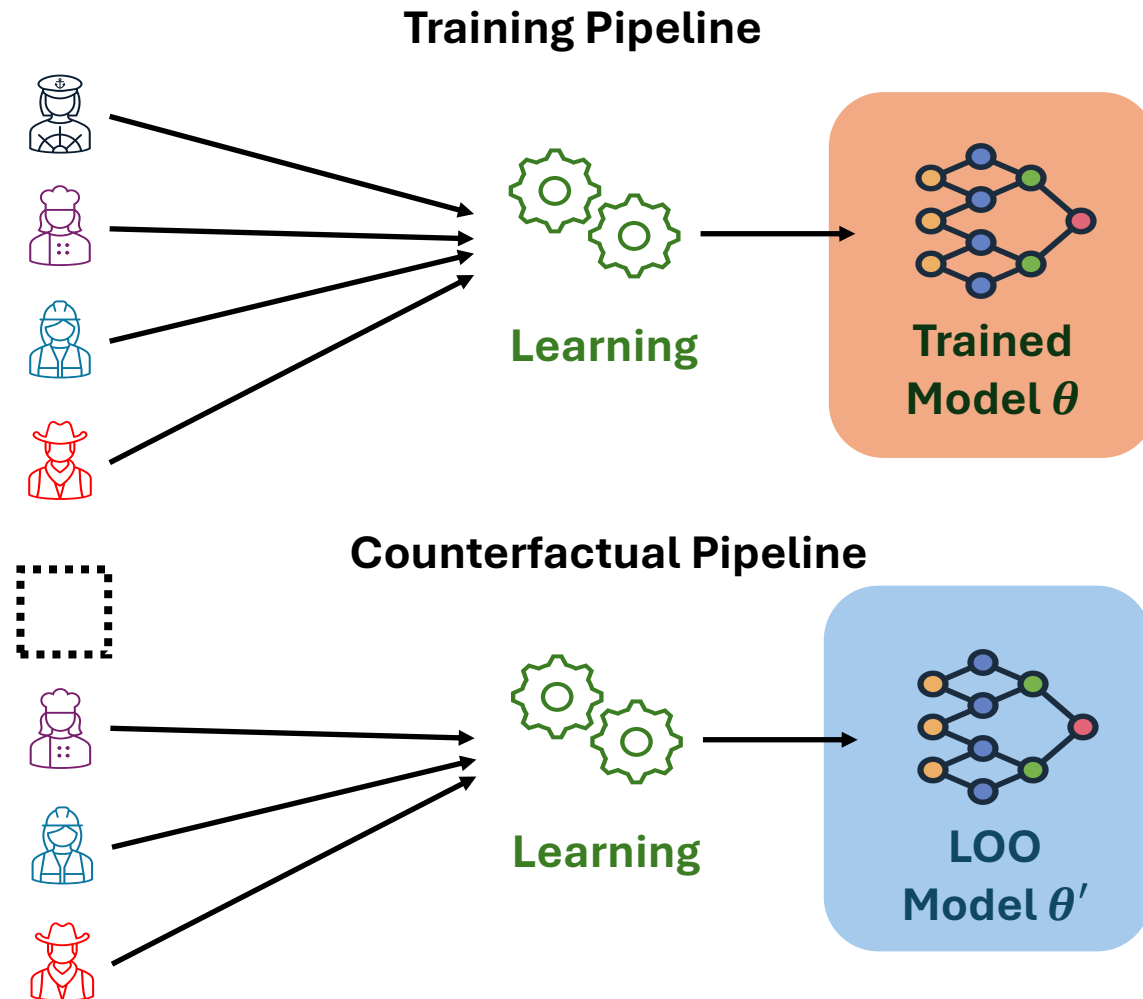 Training Pipeline
Learning
Trained
Model θ
Counterfactual Pipeline
Learning
LOO
Model θ′